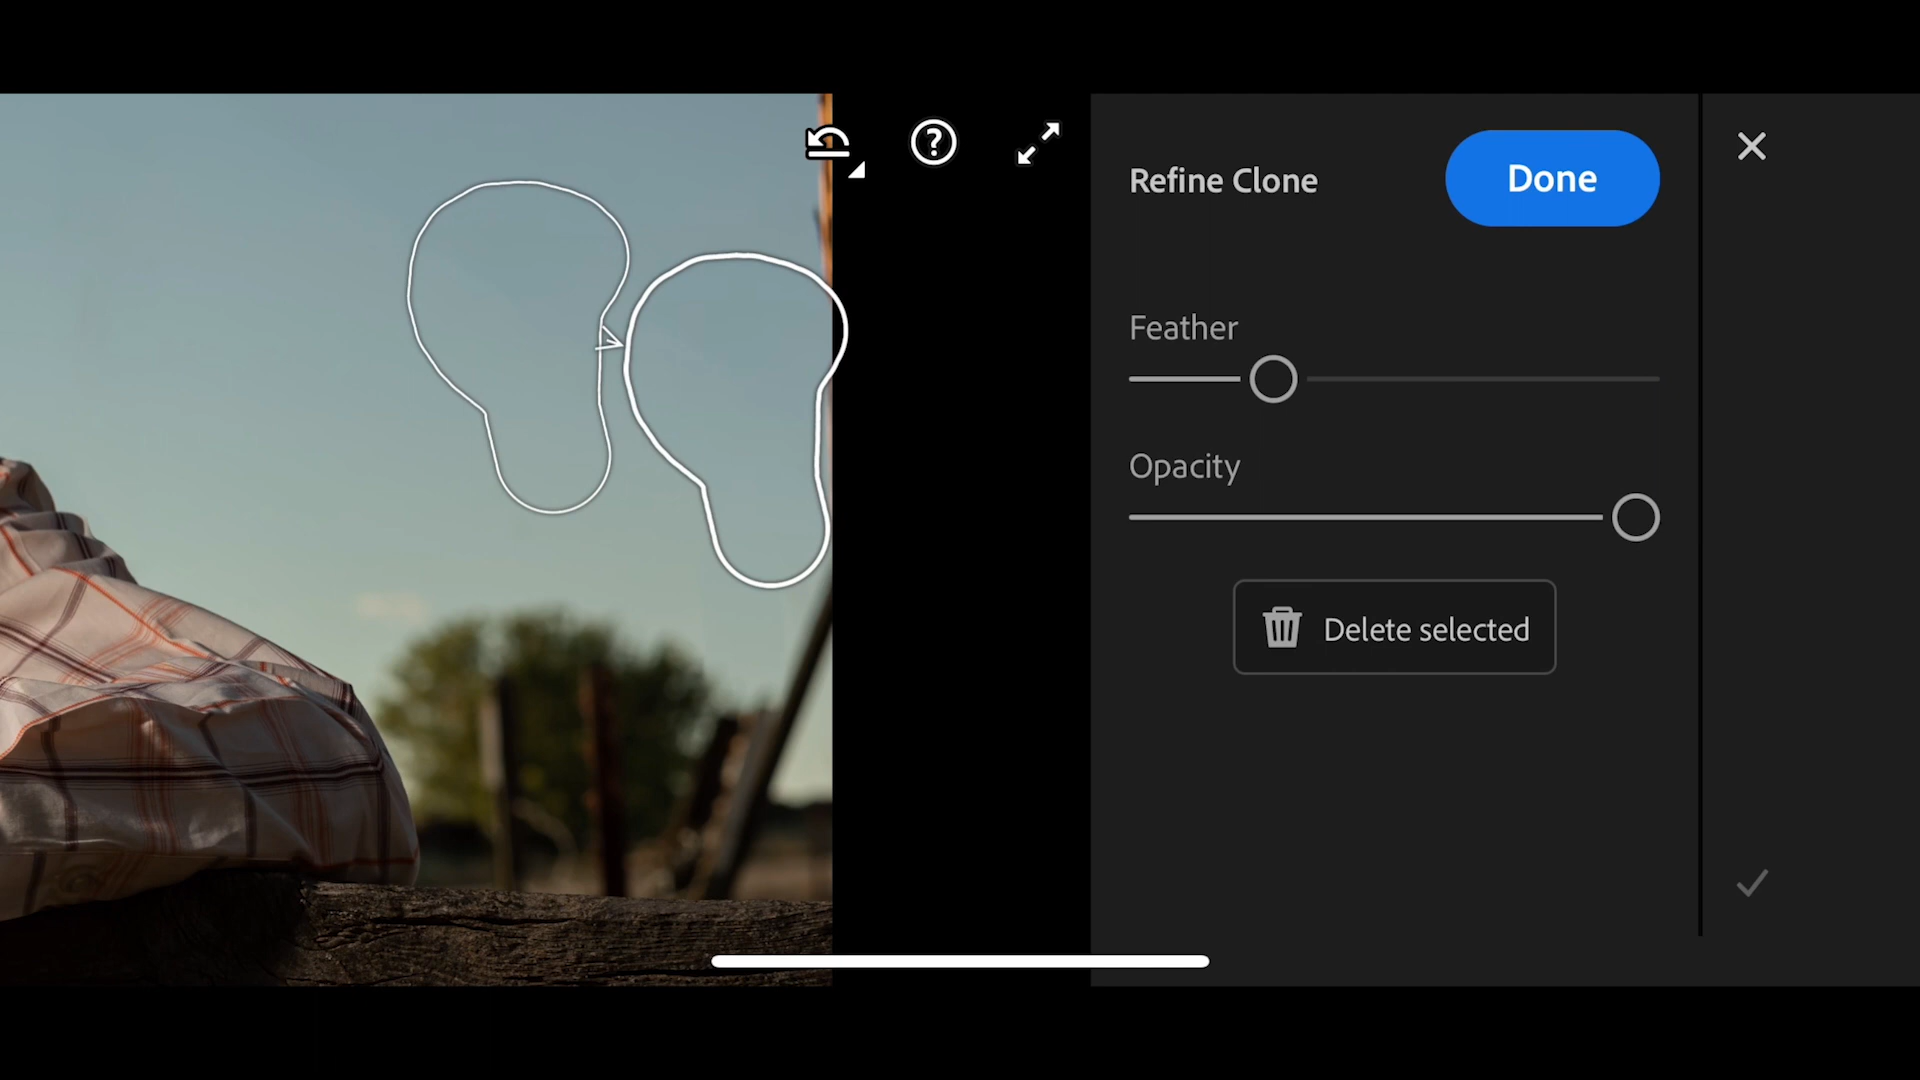 Refine Clone
Done
Feather
Opacity
Delete selected